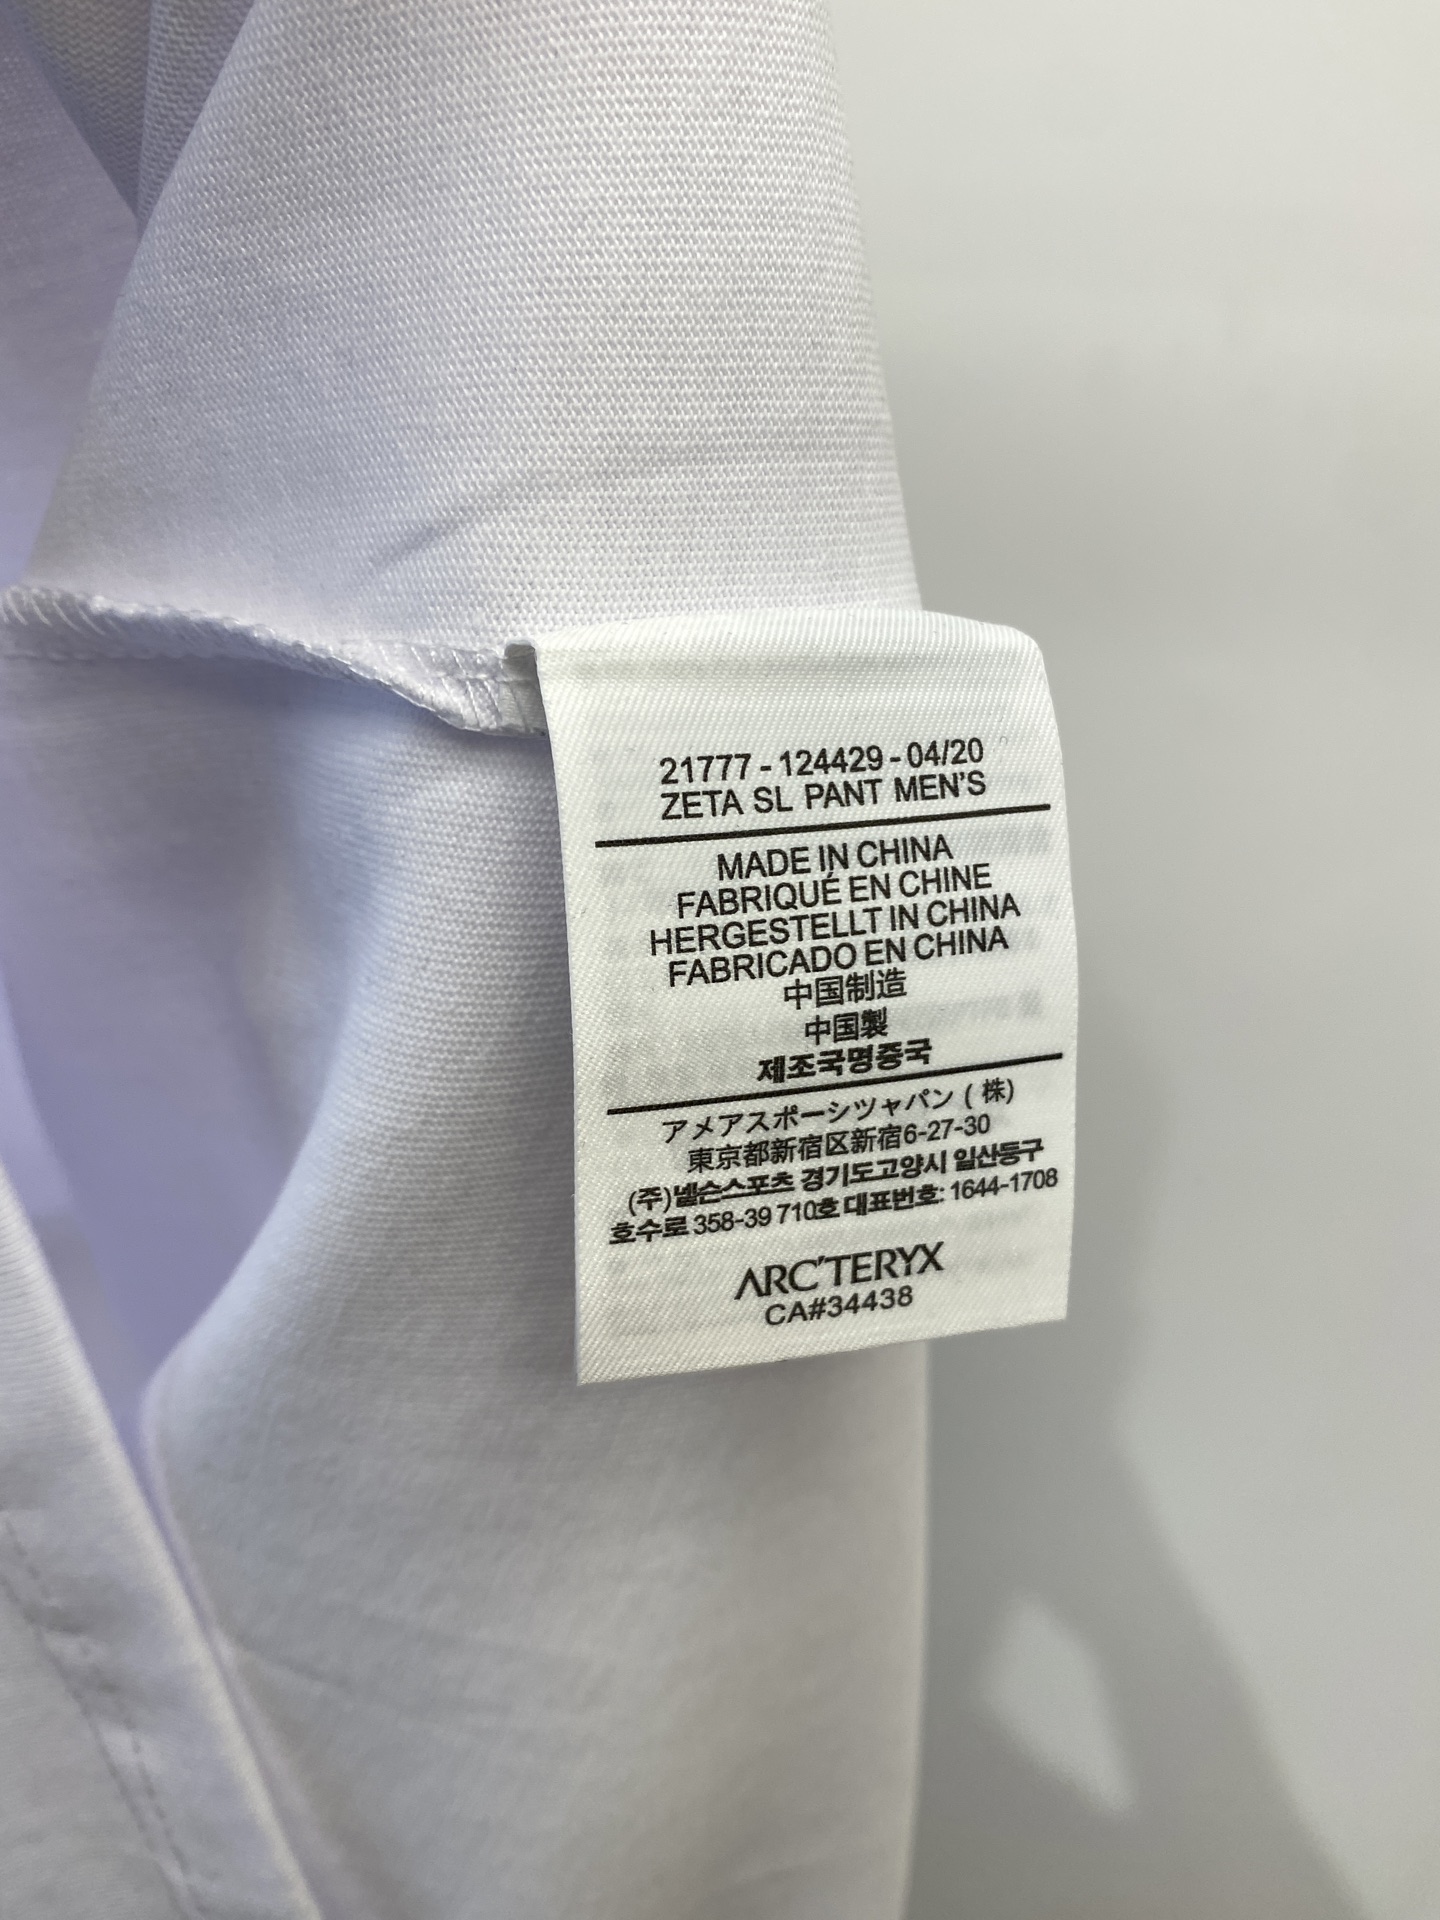 21777 - 124429 - 04/20
ZETA SL PANT MEN'S
MADE IN CHINA
FABRIQUÉ EN CHINE
HERGESTELLT IN CHINA
FABRICADO EN CHINA
中国制造
中国製
제조국명중국
アメアスポーシツャパン ( 株)
東京都新宿区新宿6-27-30
(주)넬슨스포츠 경기도고양시 일산동구
호수로 358-39 710호 대표번호: 1644-1708
ARC'TERYX
CA#34438